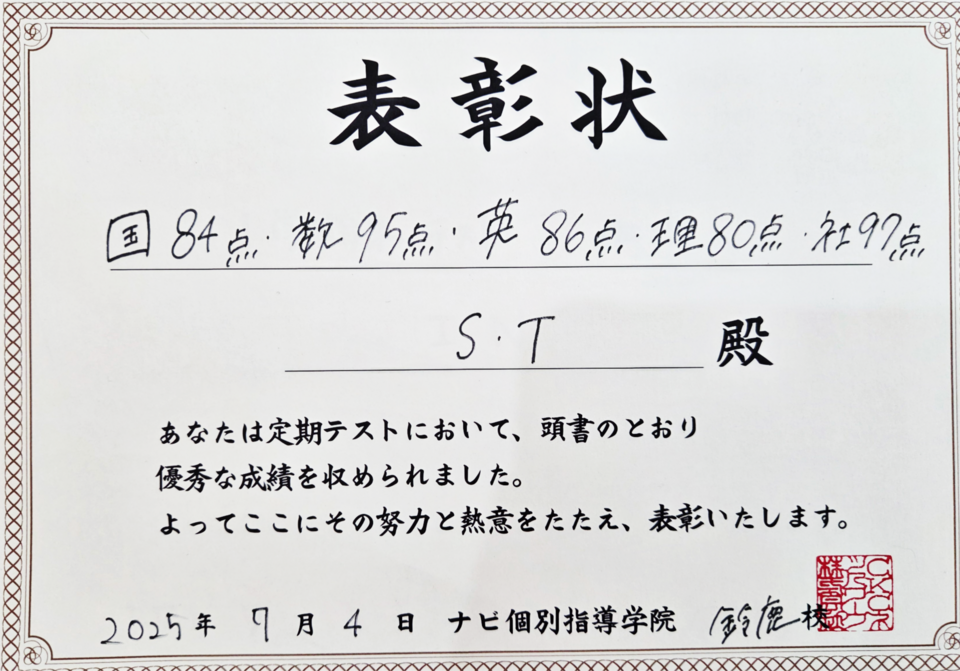 表彰状
国84点・数95点・英86点・理80点・社97点
S・T 殿
あなたは定期テストにおいて、頭書のとおり
優秀な成績を収められました。
よってここにその努力と熱意をたたえ、表彰いたします。
2025年 7月 4日 ナビ個別指導学院 鈴鹿校